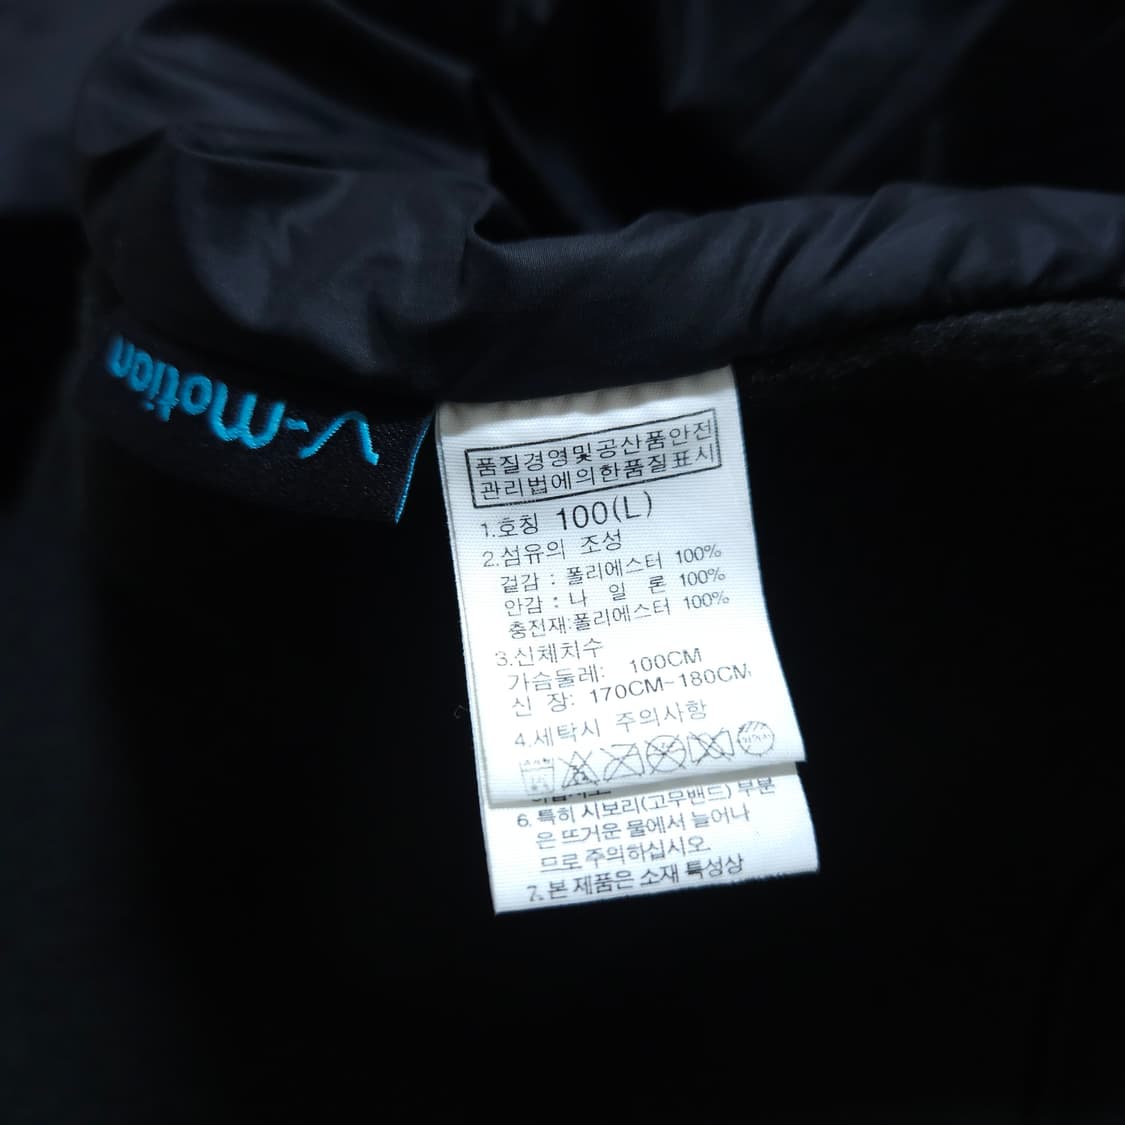 V-Motion
품질경영및공산품안전
관리법에의한품질표시
1.호칭 100(L)
2.섬유의 조성
겉감 : 폴리에스터 100%
안감 : 나 일 론 100%
충전재:폴리에스터 100%
3.신체치수
가슴둘레: 100CM
신 장: 170CM-180CM
4.세탁시 주의사항
6. 특히 시보리(고무밴드) 부분
은 뜨거운 물에서 늘어나
므로 주의하십시오.
7. 본 제품은 소재 특성상